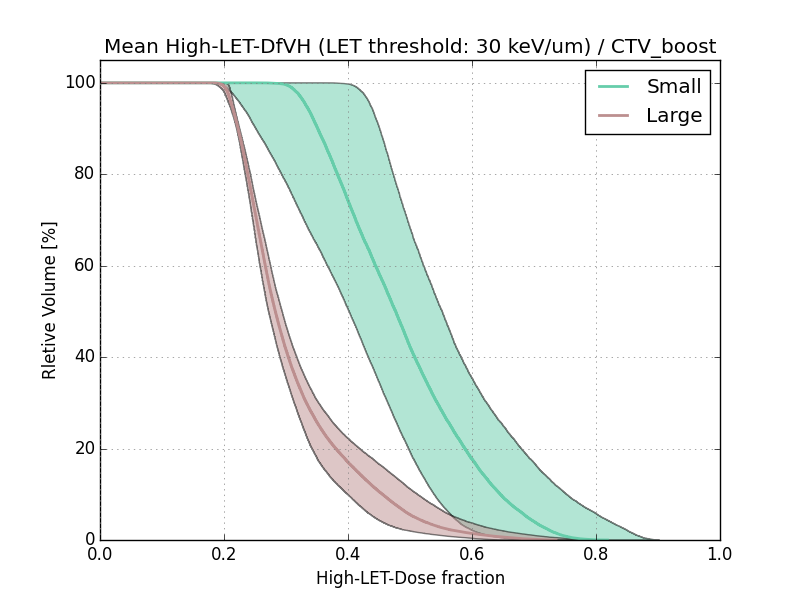 Mean High-LET-DfVH (LET threshold: 30 keV/um) / CTV_boost
Small
Large
Rletive Volume [%]
100
80
60
40
20
0
0.0 0.2 0.4 0.6 0.8 1.0
High-LET-Dose fraction